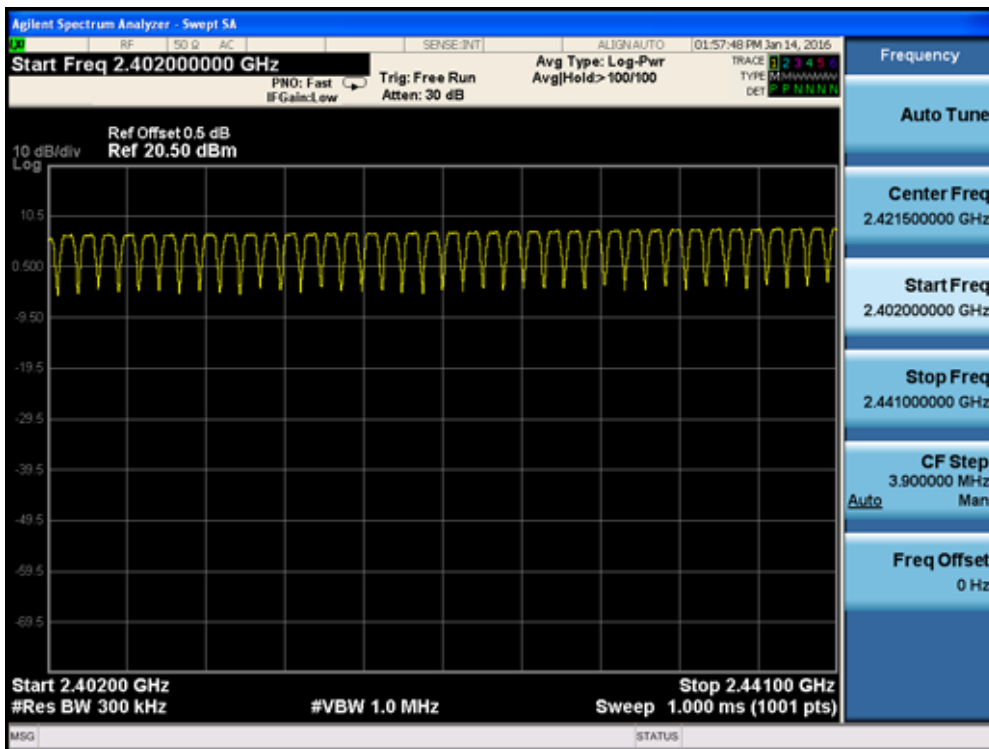 Agilent Spectrum Analyzer - Swept SA
RF 50 Ω AC SENSE:INT ALIGNAUTO 01:57:48 PM Jan 14, 2016
Start Freq 2.402000000 GHz
PNO: Fast
IFGain:Low
Trig: Free Run
Atten: 30 dB
Avg Type: Log-Pwr
Avg|Hold:> 100/100
TRACE 1 2 3 4 5 6
TYPE M
DET P P N N N N
Ref Offset 0.5 dB
10 dB/div Ref 20.50 dBm
Log
10.5
0.500
-9.50
-19.5
-29.5
-39.5
-49.5
-59.5
-69.5
Start 2.40200 GHz Stop 2.44100 GHz
#Res BW 300 kHz #VBW 1.0 MHz Sweep 1.000 ms (1001 pts)
MSG STATUS
Frequency
Auto Tune
Center Freq
2.421500000 GHz
Start Freq
2.402000000 GHz
Stop Freq
2.441000000 GHz
CF Step
3.900000 MHz
Auto Man
Freq Offset
0 Hz